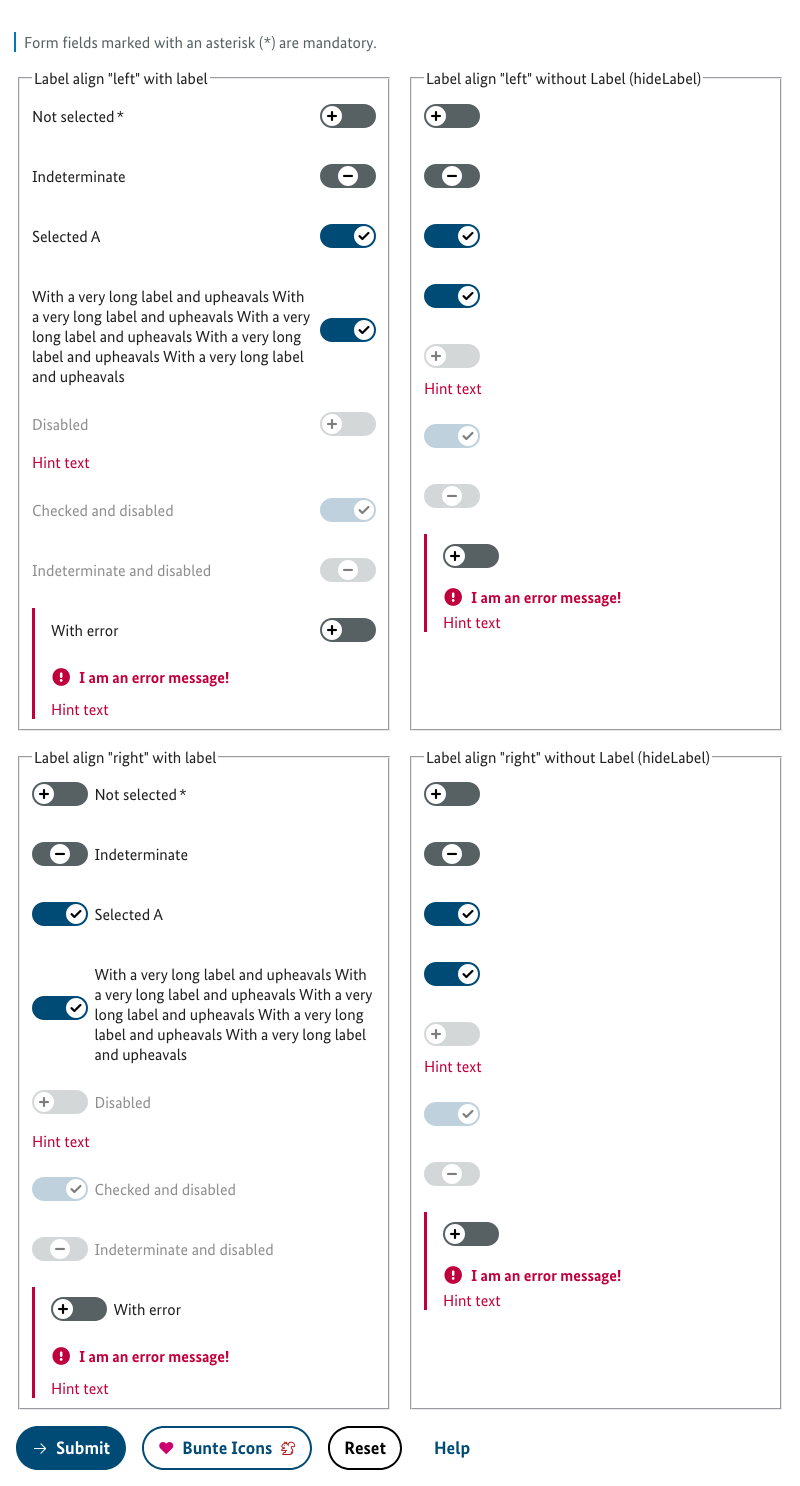 Form fields marked with an asterisk (*) are mandatory.
Label align "left" with label
Not selected *
Indeterminate
Selected A
With a very long label and upheavals With
a very long label and upheavals With a very
long label and upheavals With a very long
label and upheavals With a very long label
and upheavals
Disabled
Hint text
Checked and disabled
Indeterminate and disabled
With error
I am an error message!
Hint text
Label align "left" without Label (hideLabel)
Hint text
I am an error message!
Hint text
Label align "right" with label
Not selected *
Indeterminate
Selected A
With a very long label and upheavals With
a very long label and upheavals With a very
long label and upheavals With a very long
label and upheavals With a very long label
and upheavals
Disabled
Hint text
Checked and disabled
Indeterminate and disabled
With error
I am an error message!
Hint text
Label align "right" without Label (hideLabel)
Hint text
I am an error message!
Hint text
Submit
Bunte Icons
Reset
Help